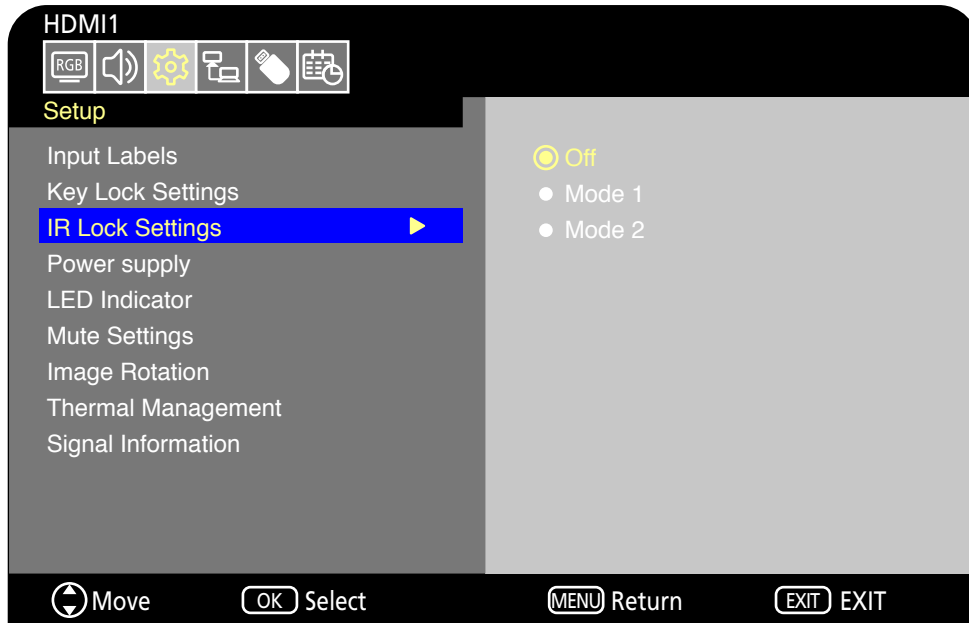 HDMI1
RGB
Setup
Input Labels
Key Lock Settings
IR Lock Settings
Power supply
LED Indicator
Mute Settings
Image Rotation
Thermal Management
Signal Information
Off
Mode 1
Mode 2
Move OK Select MENU Return EXIT EXIT